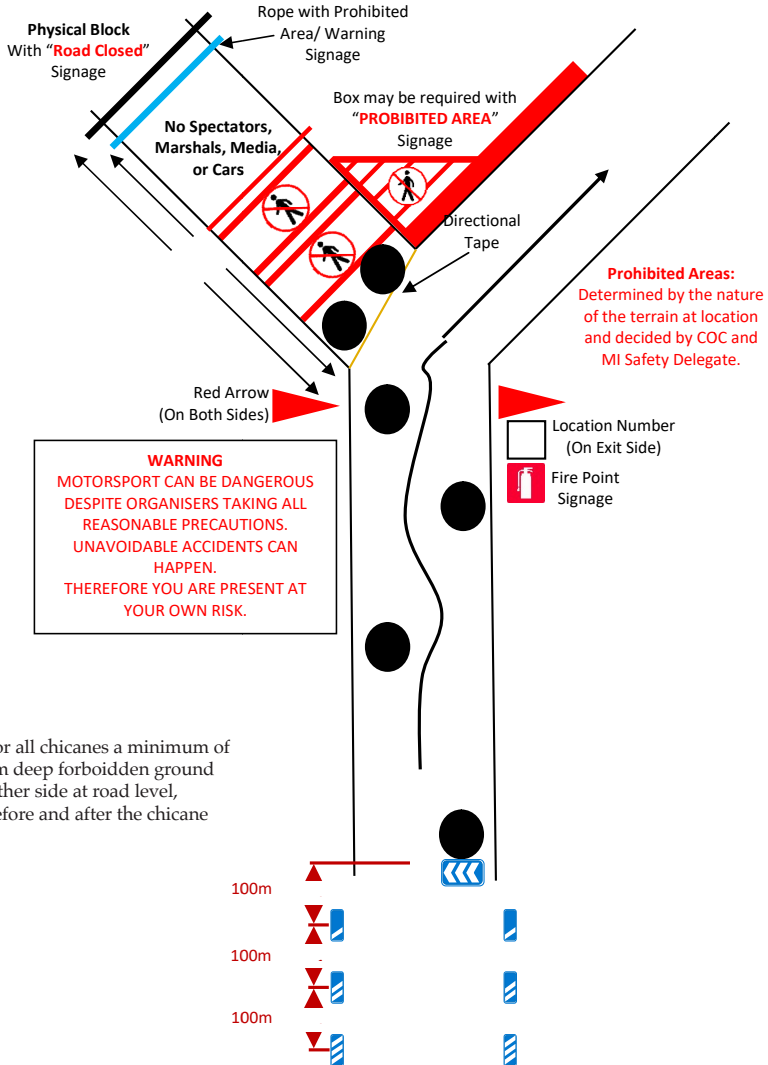 Rope with Prohibited
Area/ Warning
Signage
Physical Block
With “Road Closed”
Signage
Box may be required with
“PROBIBITED AREA”
Signage
No Spectators,
Marshals, Media,
or Cars
Directional
Tape
Prohibited Areas:
Determined by the nature
of the terrain at location
and decided by COC and
MI Safety Delegate.
Red Arrow
(On Both Sides)
Location Number
(On Exit Side)
Fire Point
Signage
WARNING
MOTORSPORT CAN BE DANGEROUS
DESPITE ORGANISERS TAKING ALL
REASONABLE PRECAUTIONS.
UNAVOIDABLE ACCIDENTS CAN
HAPPEN.
THEREFORE YOU ARE PRESENT AT
YOUR OWN RISK.
or all chicanes a minimum of
m deep forboidden ground
ther side at road level,
efore and after the chicane
100m
100m
100m